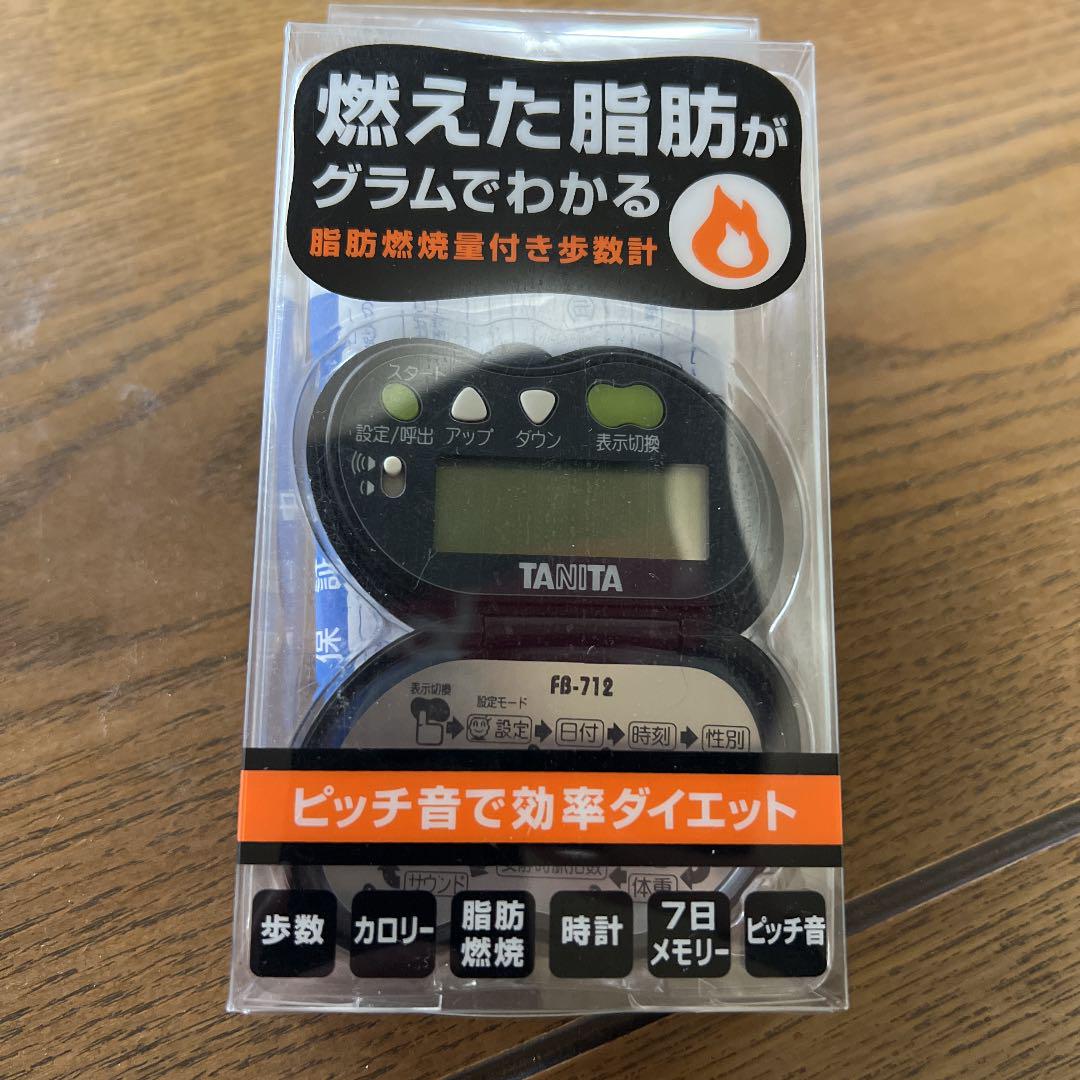 燃えた脂肪が
グラムでわかる
脂肪燃焼量付き歩数計
スタート
設定/呼出 アップ ダウン 表示切換
TANITA
保 証
FB-712
表示切換 設定モード
設定 日付 時刻 性別
ピッチ音で効率ダイエット
サウンド 体重
歩数 カロリー 脂肪燃焼 時計 7日メモリー ピッチ音